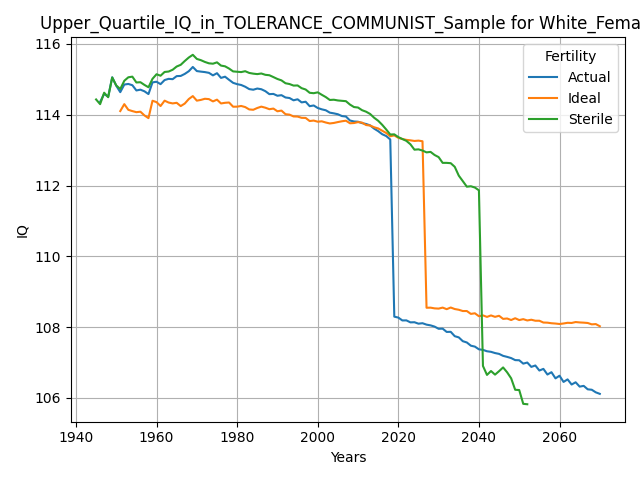 Upper_Quartile_IQ_in_TOLERANCE_COMMUNIST_Sample for White_Fema
116
114
112
110
108
106
IQ
1940
1960
1980
2000
2020
2040
2060
Years
Fertility
Actual
Ideal
Sterile